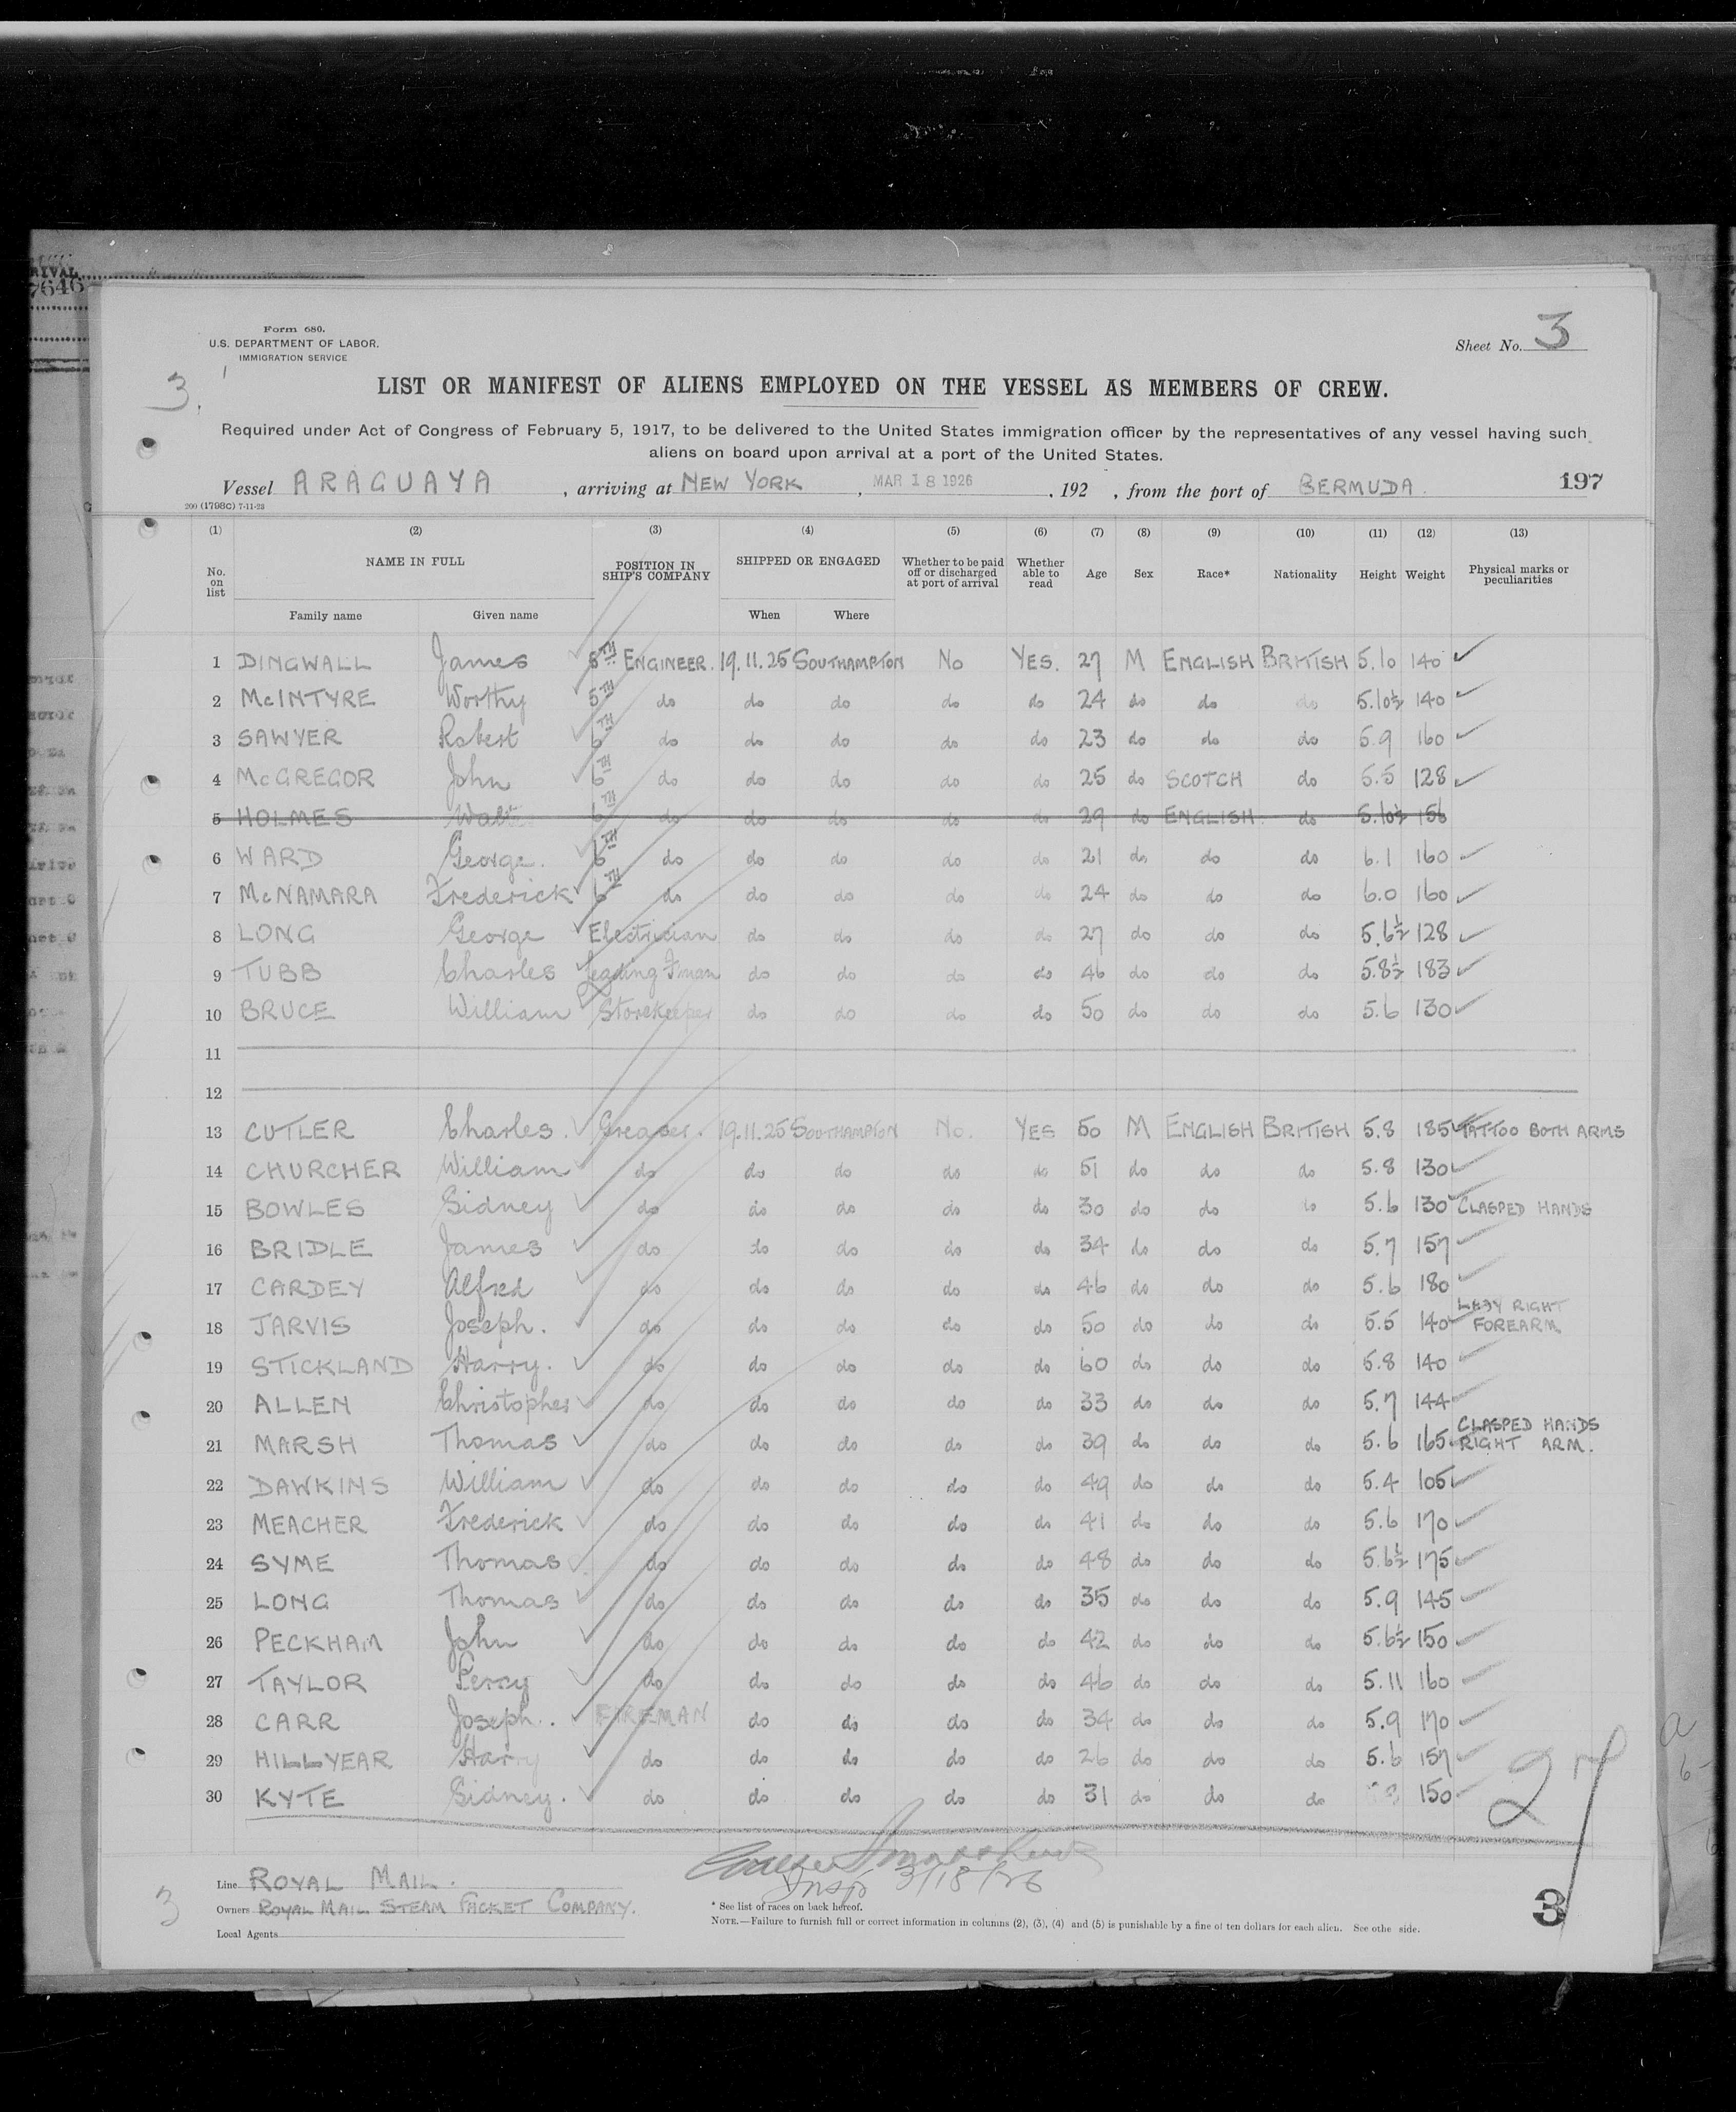 RIVAL
7646
Form 680.
U.S. DEPARTMENT OF LABOR.
IMMIGRATION SERVICE
Sheet No. 3
3.
LIST OR MANIFEST OF ALIENS EMPLOYED ON THE VESSEL AS MEMBERS OF CREW.
Required under Act of Congress of February 5, 1917, to be delivered to the United States immigration officer by the representatives of any vessel having such
aliens on board upon arrival at a port of the United States.
Vessel ARAGUAYA, arriving at NEW YORK, MAR 18 1926, 192 , from the port of BERMUDA. 197
200 (1798C) 7-11-23
(1) (2) (3) (4) (5) (6) (7) (8) (9) (10) (11) (12) (13)
No. on list NAME IN FULL POSITION IN SHIP'S COMPANY SHIPPED OR ENGAGED Whether to be paid off or discharged at port of arrival Whether able to read Age Sex Race* Nationality Height Weight Physical marks or peculiarities
Family name Given name When Where
1 DINGWALL James 5TH ENGINEER. 19.11.25 SOUTHAMPTON No YES. 27 M ENGLISH BRITISH 5.10 140
2 McINTYRE Worthy 5TH do do do do do 24 do do do 5.10½ 140
3 SAWYER Robert 6TH do do do do do 23 do do do 5.9 160
4 McGREGOR John 6TH do do do do do 25 do SCOTCH do 5.5 128
5 HOLMES Walt 6TH do do do do do 29 do ENGLISH do 5.10½ 156
6 WARD George. 6TH do do do do do 21 do do do 6.1 160
7 McNAMARA Frederick 6TH do do do do do 24 do do do 6.0 160
8 LONG George Electrician do do do do 27 do do do 5.6½ 128
9 TUBB Charles Leading F'man do do do do 46 do do do 5.8½ 183
10 BRUCE William Storekeeper do do do do 50 do do do 5.6 130
11
12
13 CUTLER Charles. Greaser. 19.11.25 SOUTHAMPTON No. YES 50 M ENGLISH BRITISH 5.8 185 TATTOO BOTH ARMS
14 CHURCHER William do do do do do 51 do do do 5.8 130
15 BOWLES Sidney do do do do do 30 do do do 5.6 130 CLASPED HANDS
16 BRIDLE James do do do do do 34 do do do 5.7 157
17 CARDEY Alfred do do do do do 46 do do do 5.6 180
18 JARVIS Joseph. do do do do do 50 do do do 5.5 140 LADY RIGHT FOREARM
19 STICKLAND Harry. do do do do do 60 do do do 5.8 140
20 ALLEN Christopher do do do do do 33 do do do 5.7 144
21 MARSH Thomas do do do do do 39 do do do 5.6 165 CLASPED HANDS RIGHT ARM.
22 DAWKINS William do do do do do 49 do do do 5.4 105
23 MEACHER Frederick do do do do do 41 do do do 5.6 170
24 SYME Thomas do do do do do 48 do do do 5.6½ 175
25 LONG Thomas do do do do do 35 do do do 5.9 145
26 PECKHAM John do do do do do 42 do do do 5.6½ 150
27 TAYLOR Percy do do do do do 46 do do do 5.11 160
28 CARR Joseph. FIREMAN do do do do 34 do do do 5.9 170
29 HILLYEAR Harry do do do do do 26 do do do 5.6 157
30 KYTE Sidney. do do do do do 31 do do do 150
27
Insp 3/18/26
Line ROYAL MAIL.
Owners ROYAL MAIL STEAM PACKET COMPANY.
Local Agents
* See list of races on back hereof.
NOTE.—Failure to furnish full or correct information in columns (2), (3), (4) and (5) is punishable by a fine of ten dollars for each alien. See othe side.
3
3